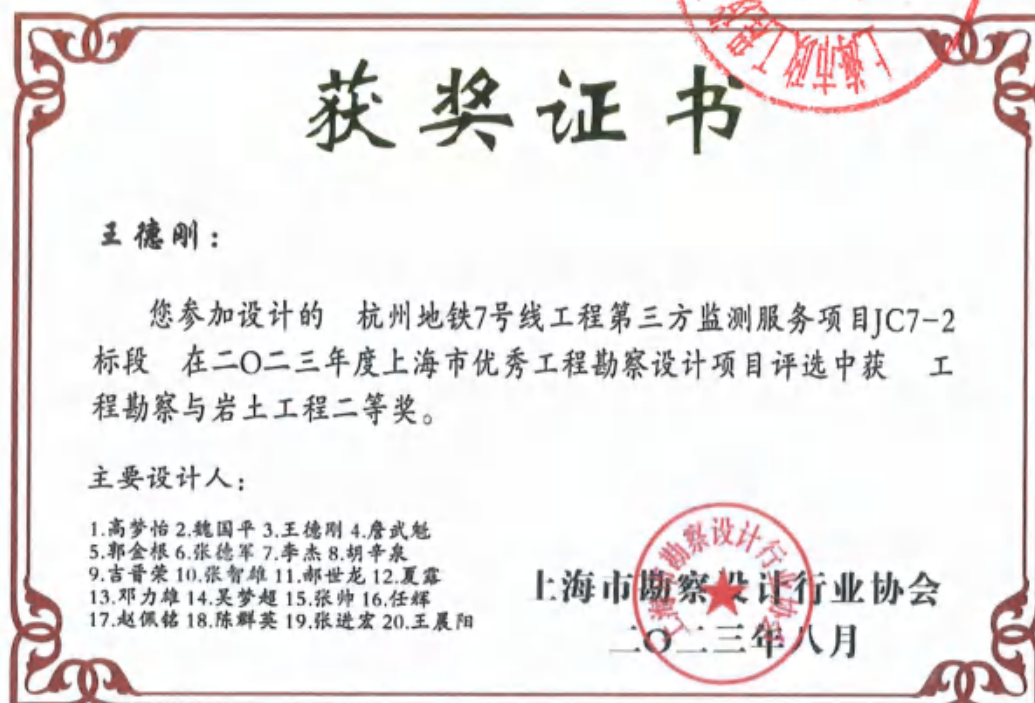 获奖证书
王德刚：
您参加设计的 杭州地铁7号线工程第三方监测服务项目JC7-2
标段 在二〇二三年度上海市优秀工程勘察设计项目评选中获 工
程勘察与岩土工程二等奖。
主要设计人：
1.高梦怡 2.魏国平 3.王德刚 4.詹武魁
5.郭金根 6.张德军 7.李杰 8.胡辛泉
9.吉晋荣 10.张智雄 11.郝世龙 12.夏霖
13.邓力雄 14.吴梦超 15.张帅 16.任辉
17.赵佩铭 18.陈群英 19.张进宏 20.王晨阳
上海市勘察设计行业协会
二〇二三年八月